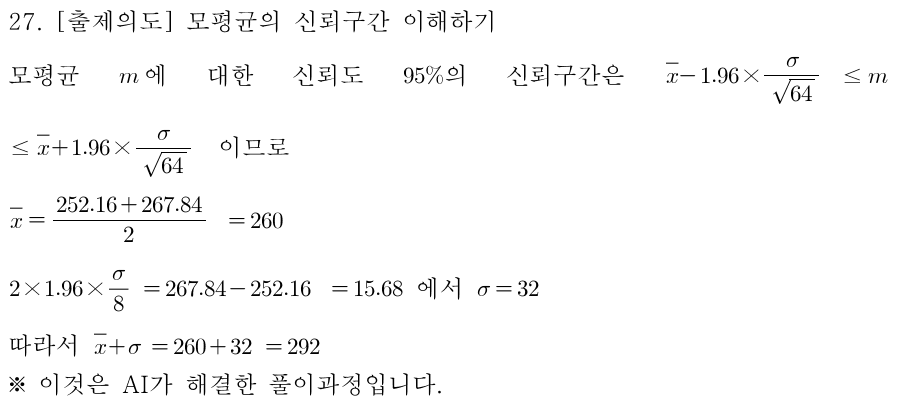 27. [출제의도] 모평균의 신뢰구간 이해하기
모평균 m에 대한 신뢰도 95%의 신뢰구간은 x̄−1.96×σ/√64 ≤ m
≤ x̄+1.96×σ/√64 이므로
x̄ = (252.16+267.84)/2 = 260
2×1.96×σ/8 = 267.84−252.16 = 15.68 에서 σ=32
따라서 x̄+σ = 260+32 = 292
※ 이것은 AI가 해결한 풀이과정입니다.